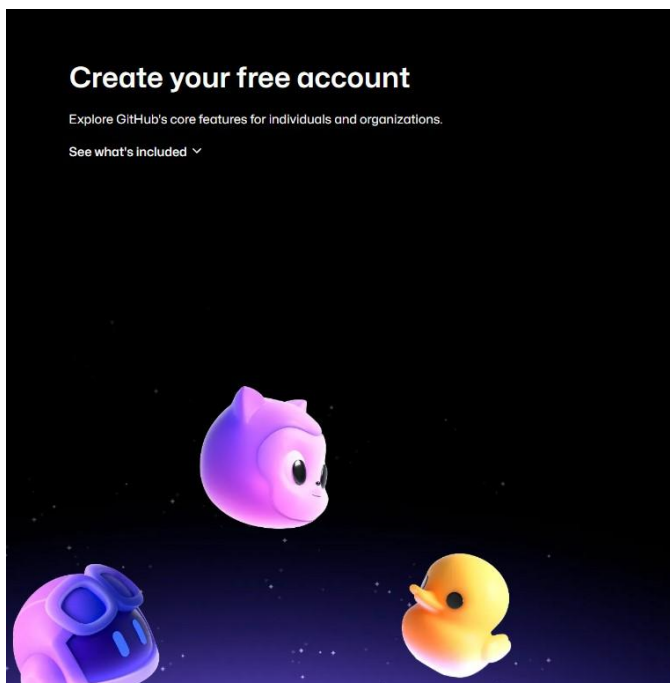 Create your free account
Explore GitHub's core features for individuals and organizations.
See what's included